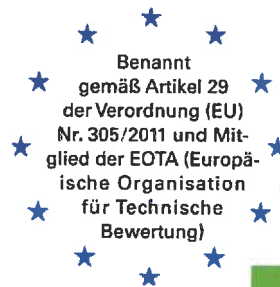 Benannt
gemäß Artikel 29
der Verordnung (EU)
Nr. 305/2011 und Mit-
glied der EOTA (Europä-
ische Organisation
für Technische
Bewertung)